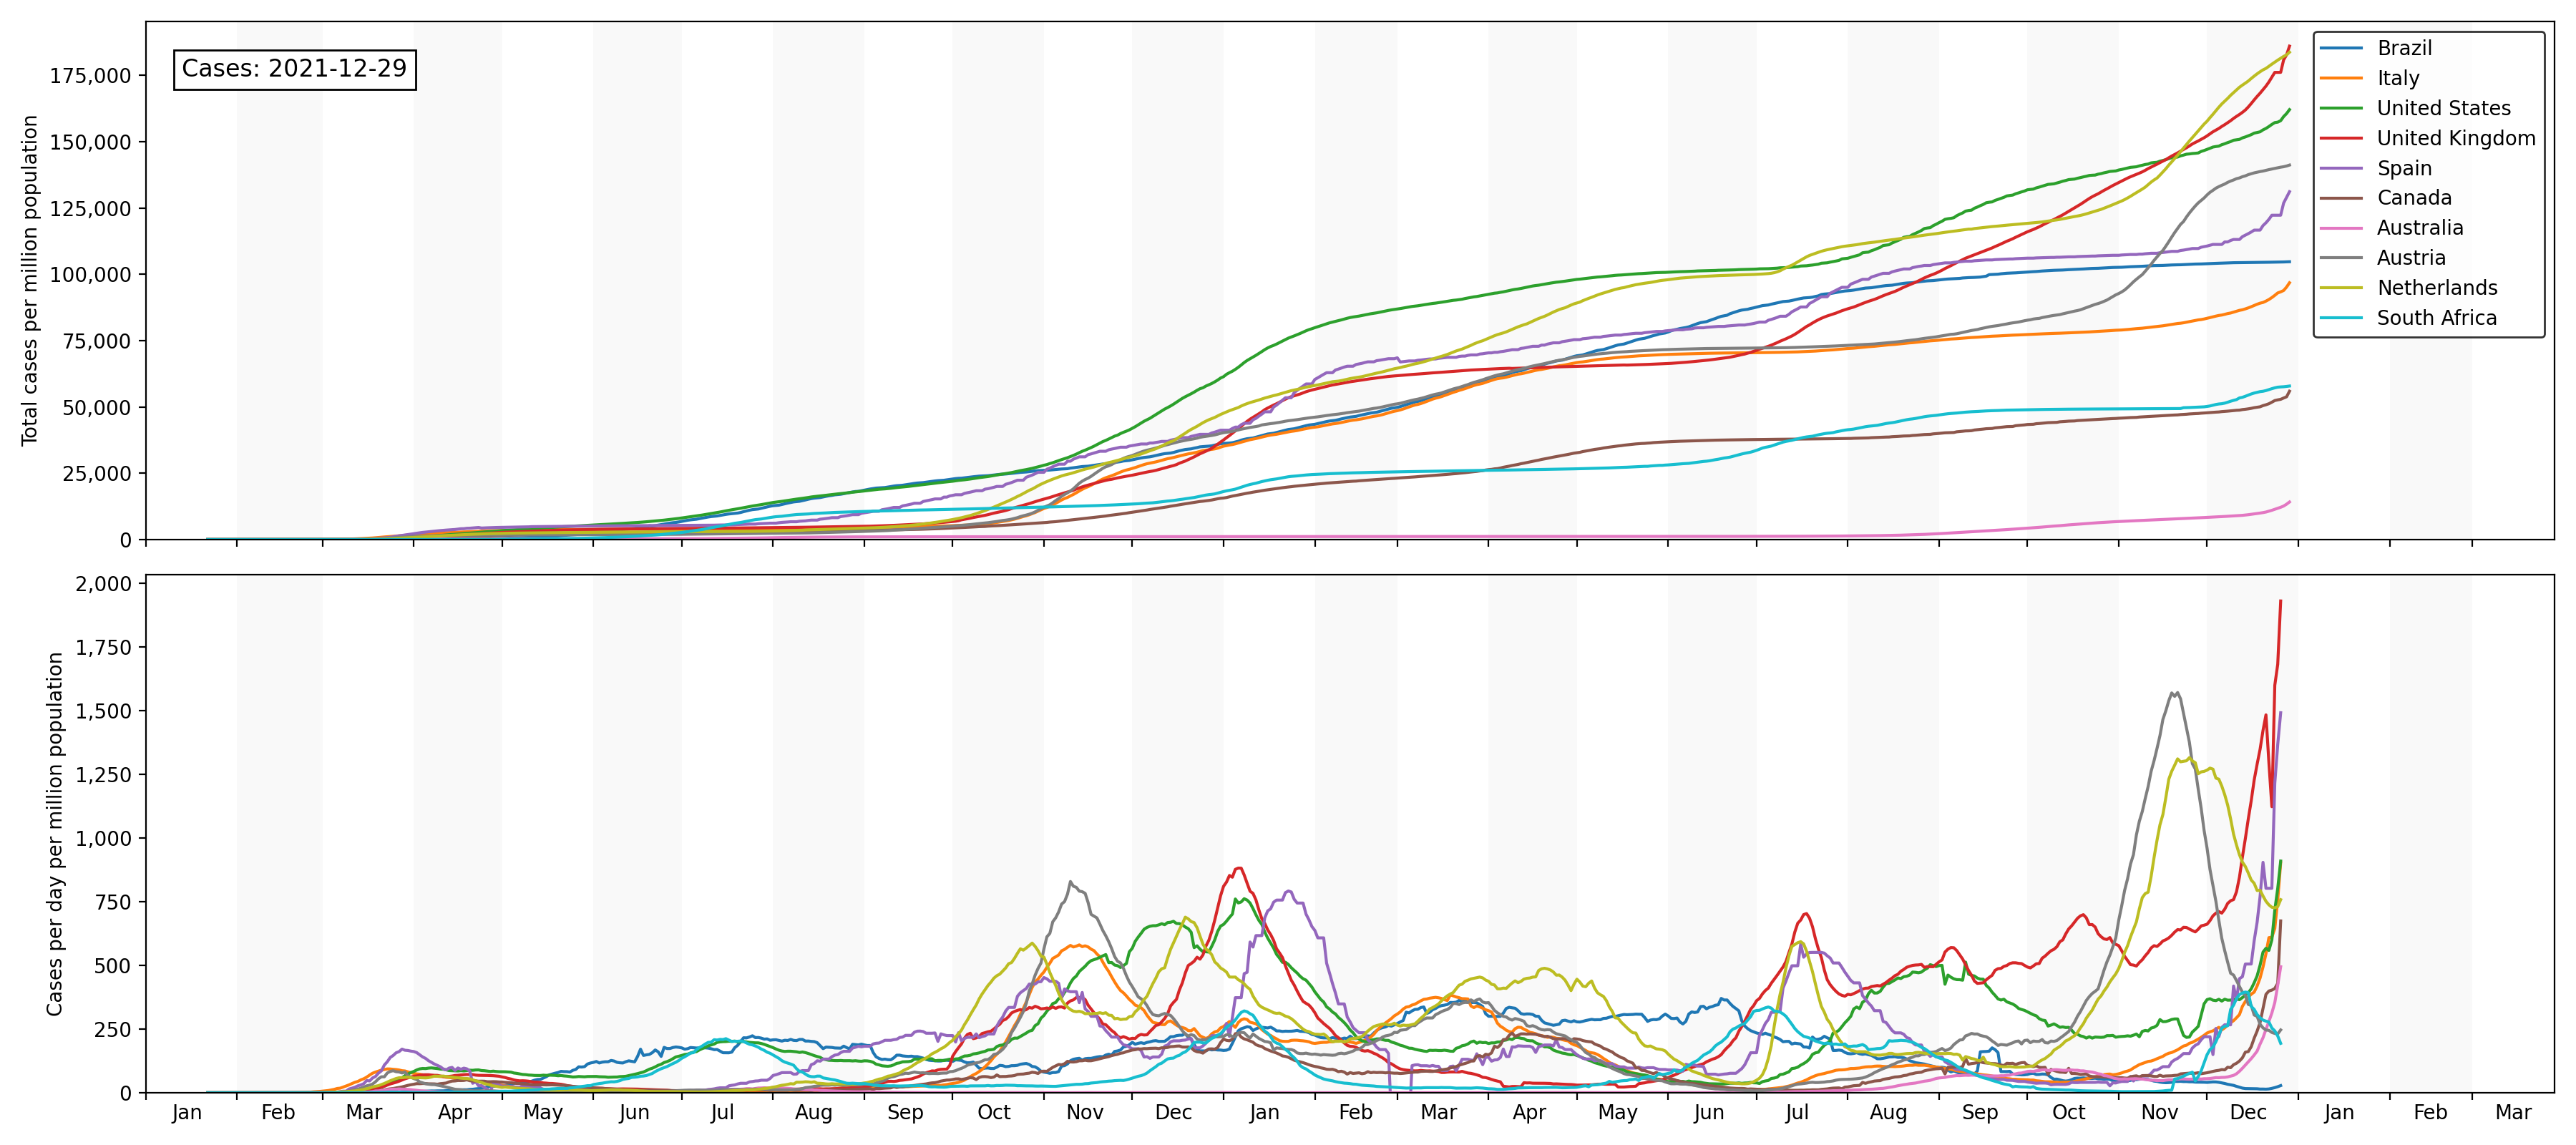 Cases: 2021-12-29
Total cases per million population
175,000
150,000
125,000
100,000
75,000
50,000
25,000
0
Brazil
Italy
United States
United Kingdom
Spain
Canada
Australia
Austria
Netherlands
South Africa
Cases per day per million population
2,000
1,750
1,500
1,250
1,000
750
500
250
0
Jan Feb Mar Apr May Jun Jul Aug Sep Oct Nov Dec Jan Feb Mar Apr May Jun Jul Aug Sep Oct Nov Dec Jan Feb Mar